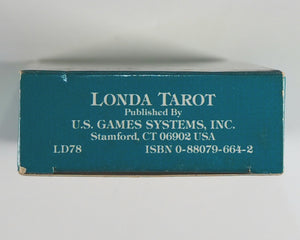 LONDA TAROT
Published By
U.S. GAMES SYSTEMS, INC.
Stamford, CT 06902 USA
LD78 ISBN 0-88079-664-2